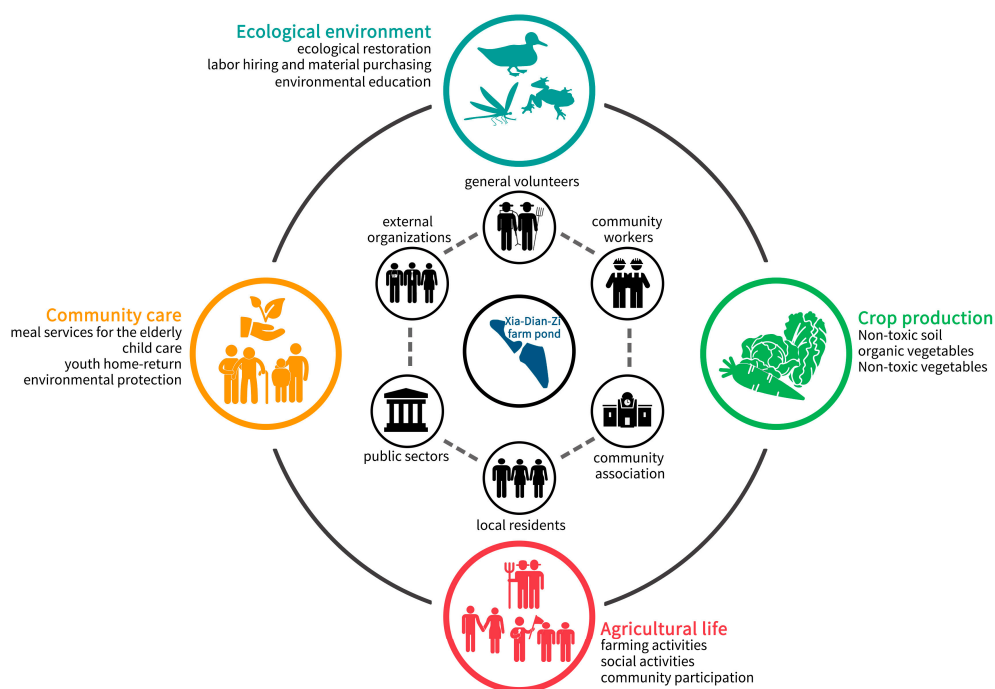 Ecological environment
ecological restoration
labor hiring and material purchasing
environmental education
general volunteers
external
organizations
community
workers
Xia-Dian-Zi
farm pond
Community care
meal services for the elderly
child care
youth home-return
environmental protection
Crop production
Non-toxic soil
organic vegetables
Non-toxic vegetables
public sectors
community
association
local residents
Agricultural life
farming activities
social activities
community participation